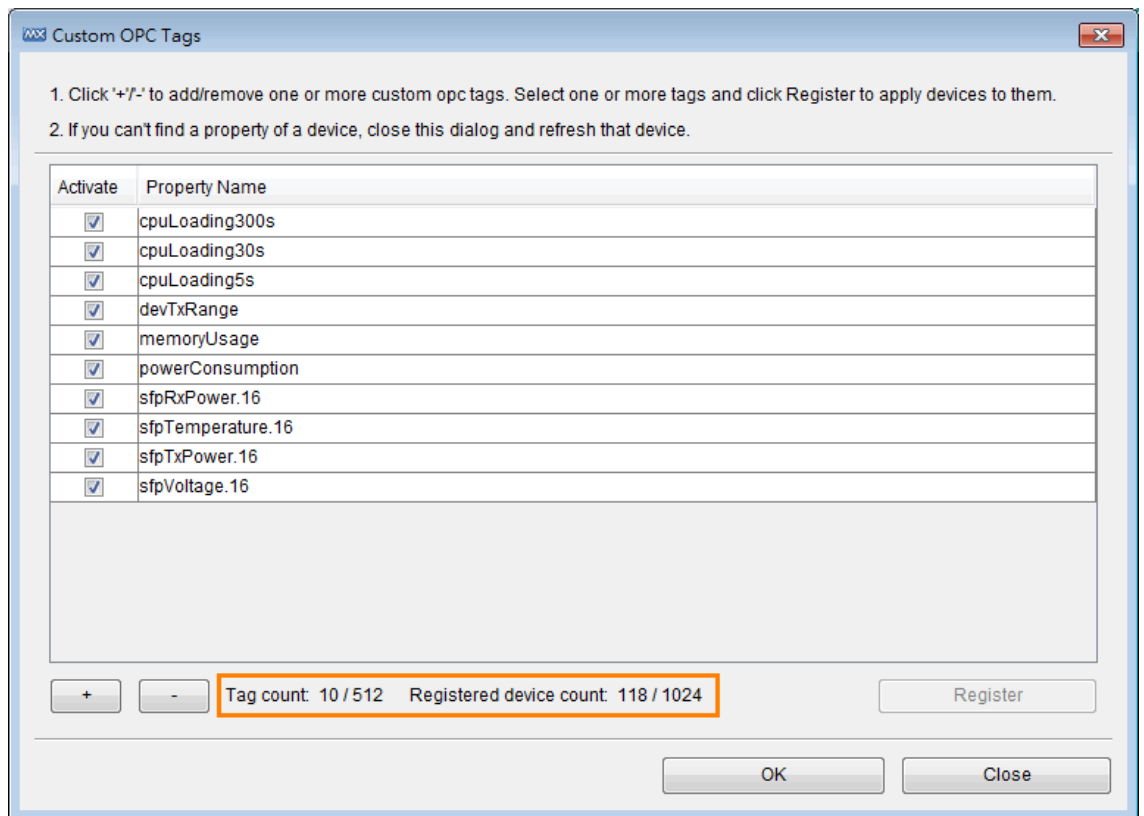 MX Custom OPC Tags
1. Click '+'/'-' to add/remove one or more custom opc tags. Select one or more tags and click Register to apply devices to them.
2. If you can't find a property of a device, close this dialog and refresh that device.
Activate Property Name
cpuLoading300s
cpuLoading30s
cpuLoading5s
devTxRange
memoryUsage
powerConsumption
sfpRxPower.16
sfpTemperature.16
sfpTxPower.16
sfpVoltage.16
+ - Tag count: 10 / 512 Registered device count: 118 / 1024 Register
OK Close